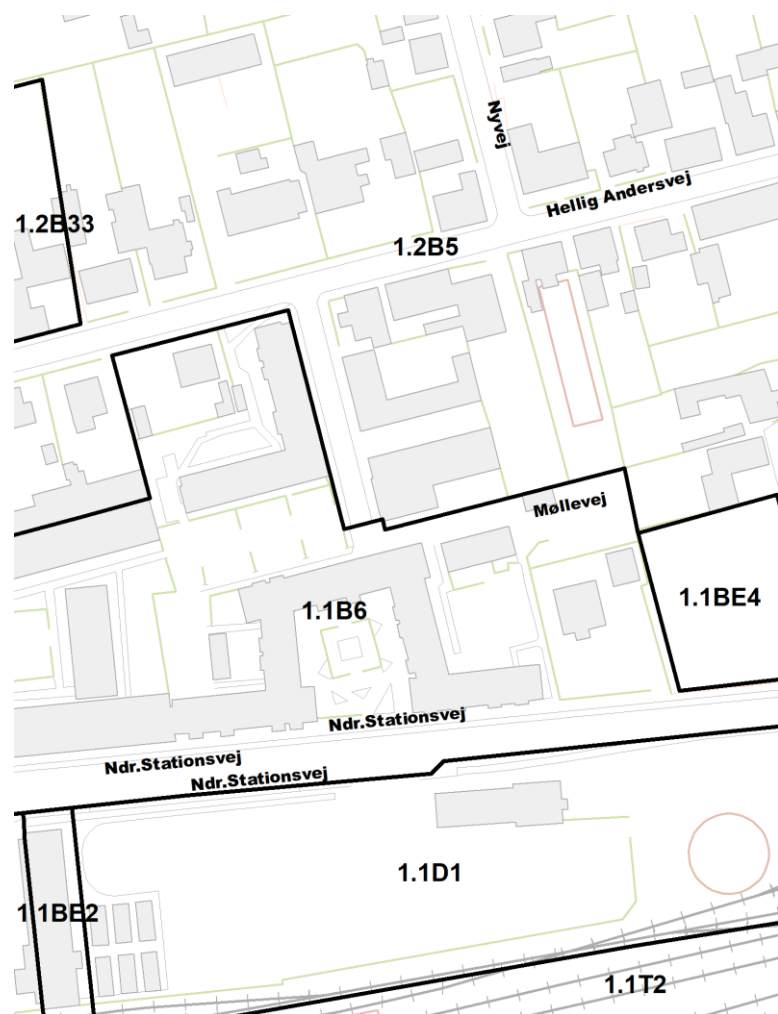 Nyvej
Hellig Andersvej
1.2B33
1.2B5
Møllevej
1.1B6
1.1BE4
Ndr.Stationsvej
Ndr.Stationsvej
Ndr.Stationsvej
1.1D1
1.1BE2
1.1T2